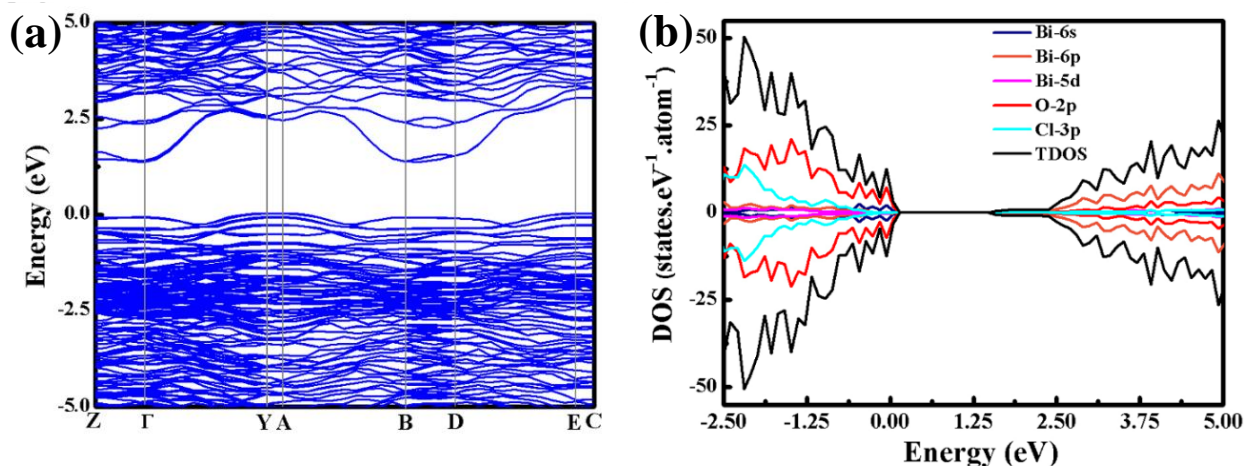 (a)
Energy (eV)
5.0
2.5
0.0
-2.5
-5.0
Z Γ Y A B D E C
(b)
DOS (states.eV⁻¹.atom⁻¹)
50
25
0
-25
-50
Bi-6s
Bi-6p
Bi-5d
O-2p
Cl-3p
TDOS
-2.50 -1.25 0.00 1.25 2.50 3.75 5.00
Energy (eV)